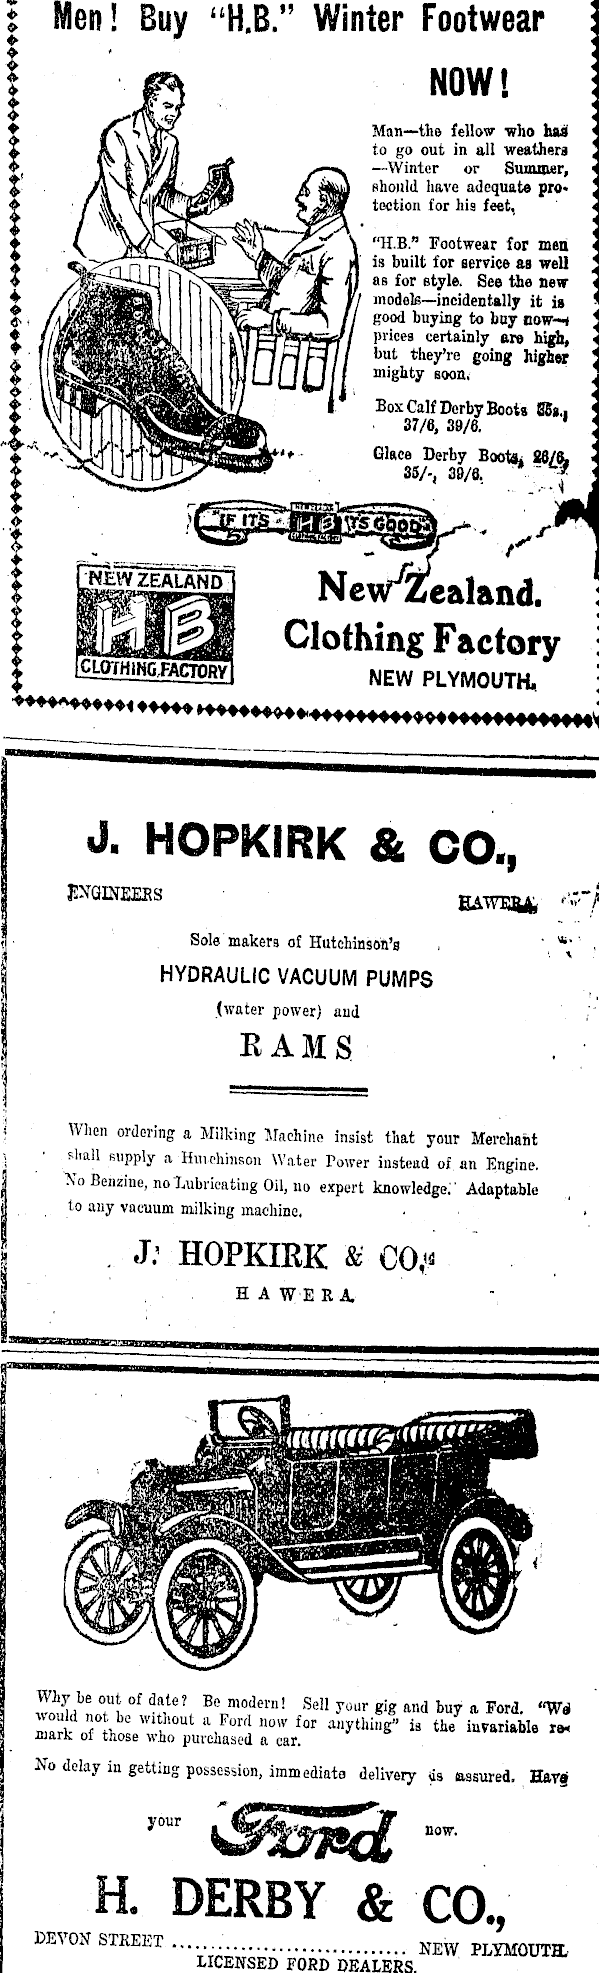 Men! Buy "H.B." Winter Footwear
NOW!
Man—the fellow who has
to go out in all weathers
—Winter or Summer,
should have adequate pro-
tection for his feet.
"H.B." Footwear for men
is built for service as well
as for style. See the new
models—incidentally it is
good buying to buy now—
prices certainly are high,
but they're going higher
mighty soon.
Box Calf Derby Boots 35s.,
37/6, 39/6.
Glace Derby Boots, 26/6,
35/-, 39/6.
"IF IT'S NEW ZEALAND HB CLOTHING FACTORY IT'S GOOD"
NEW ZEALAND
HB
CLOTHING FACTORY
New Zealand.
Clothing Factory
NEW PLYMOUTH.
J. HOPKIRK & CO.,
ENGINEERS HAWERA.
Sole makers of Hutchinson's
HYDRAULIC VACUUM PUMPS
(water power) and
RAMS
When ordering a Milking Machine insist that your Merchant
shall supply a Hutchinson Water Power instead of an Engine.
No Benzine, no Lubricating Oil, no expert knowledge. Adaptable
to any vacuum milking machine.
J. HOPKIRK & CO.,
HAWERA.
Why be out of date? Be modern! Sell your gig and buy a Ford. "We
would not be without a Ford now for anything" is the invariable re-
mark of those who purchased a car.
No delay in getting possession, immediate delivery is assured. Have
your Ford now.
H. DERBY & CO.,
DEVON STREET .............................. NEW PLYMOUTH.
LICENSED FORD DEALERS.